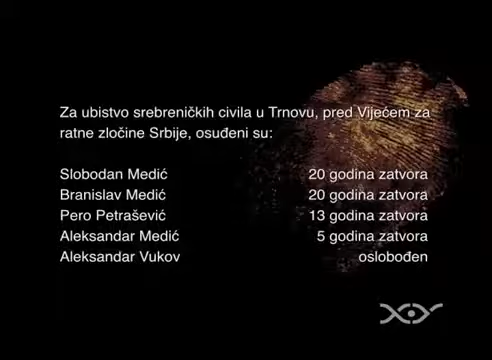 Za ubistvo srebreničkih civila u Trnovu, pred Vijećem za
ratne zločine Srbije, osuđeni su:
Slobodan Medić 20 godina zatvora
Branislav Medić 20 godina zatvora
Pero Petrašević 13 godina zatvora
Aleksandar Medić 5 godina zatvora
Aleksandar Vukov oslobođen